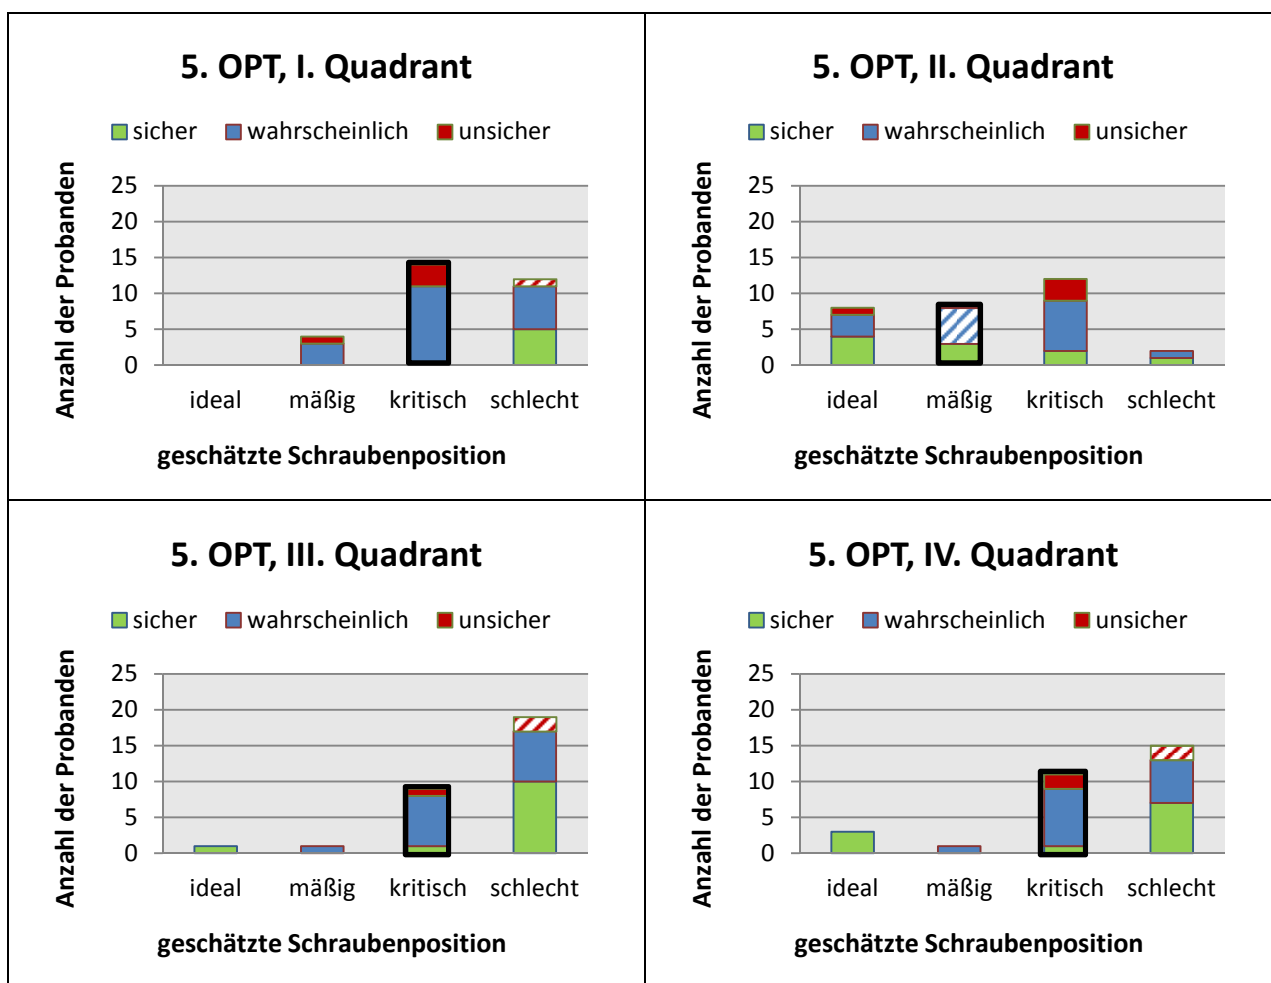 5. OPT, I. Quadrant
sicher wahrscheinlich unsicher
Anzahl der Probanden
25
20
15
10
5
0
ideal mäßig kritisch schlecht
geschätzte Schraubenposition
5. OPT, II. Quadrant
sicher wahrscheinlich unsicher
Anzahl der Probanden
25
20
15
10
5
0
ideal mäßig kritisch schlecht
geschätzte Schraubenposition
5. OPT, III. Quadrant
sicher wahrscheinlich unsicher
Anzahl der Probanden
25
20
15
10
5
0
ideal mäßig kritisch schlecht
geschätzte Schraubenposition
5. OPT, IV. Quadrant
sicher wahrscheinlich unsicher
Anzahl der Probanden
25
20
15
10
5
0
ideal mäßig kritisch schlecht
geschätzte Schraubenposition